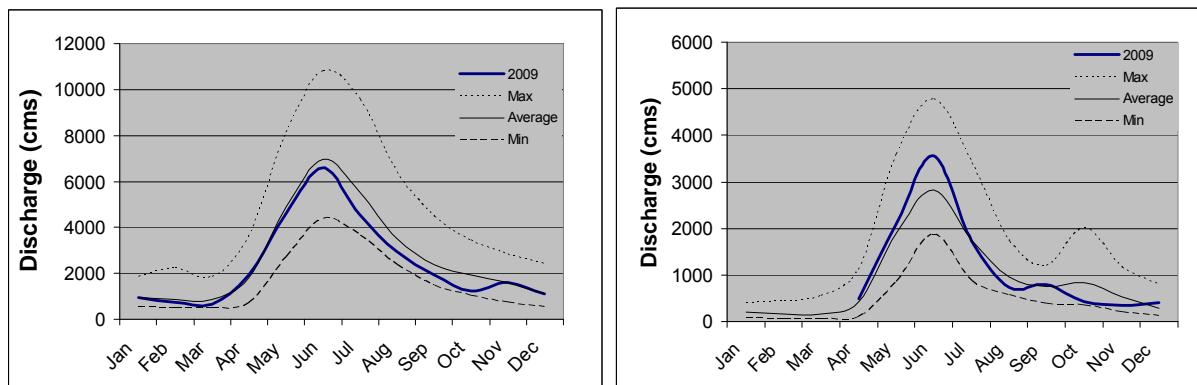 12000
10000
8000
6000
4000
2000
0
Discharge (cms)
2009
Max
Average
Min
Jan Feb Mar Apr May Jun Jul Aug Sep Oct Nov Dec
6000
5000
4000
3000
2000
1000
0
Discharge (cms)
2009
Max
Average
Min
Jan Feb Mar Apr May Jun Jul Aug Sep Oct Nov Dec